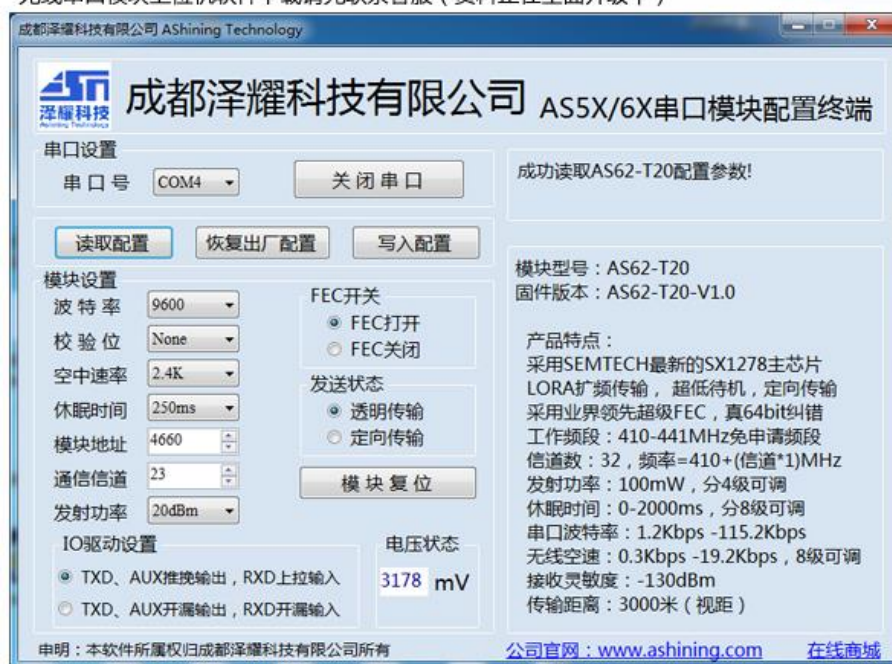 成都泽耀科技有限公司 AShining Technology
泽耀科技
成都泽耀科技有限公司 AS5X/6X串口模块配置终端
串口设置
串 口 号 COM4 关 闭 串 口
成功读取AS62-T20配置参数!
读取配置 恢复出厂配置 写入配置
模块设置
波 特 率 9600
校 验 位 None
空中速率 2.4K
休眠时间 250ms
模块地址 4660
通信信道 23
发射功率 20dBm
FEC开关
FEC打开
FEC关闭
发送状态
透明传输
定向传输
模 块 复 位
IO驱动设置
TXD、AUX推挽输出，RXD上拉输入
TXD、AUX开漏输出，RXD开漏输入
电压状态
3178 mV
模块型号：AS62-T20
固件版本：AS62-T20-V1.0
产品特点：
采用SEMTECH最新的SX1278主芯片
LORA扩频传输， 超低待机，定向传输
采用业界领先超级FEC，真64bit纠错
工作频段：410-441MHz免申请频段
信道数：32，频率=410+(信道*1)MHz
发射功率：100mW，分4级可调
休眠时间：0-2000ms，分8级可调
串口波特率：1.2Kbps -115.2Kbps
无线空速：0.3Kbps -19.2Kbps，8级可调
接收灵敏度：-130dBm
传输距离：3000米（视距）
申明：本软件所属权归成都泽耀科技有限公司所有
公司官网：www.ashining.com 在线商城